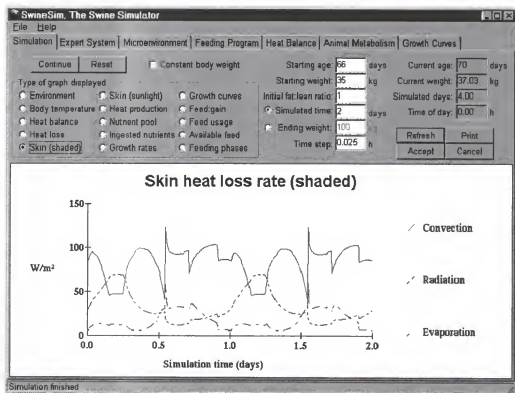 SwineSim, The Swine Simulator
File Help
Simulation Expert System Microenvironment Feeding Program Heat Balance Animal Metabolism Growth Curves
Continue Reset Constant body weight
Type of graph displayed
Environment Skin (sunlight) Growth curves
Body temperature Heat production Feed:gain
Heat balance Nutrient pool Feed usage
Heat loss Ingested nutrients Available feed
Skin (shaded) Growth rates Feeding phases
Starting age: 66 days
Starting weight: 35 kg
Initial fat:lean ratio: 1
Simulated time: 2 days
Ending weight: 100 kg
Time step: 0.025 h
Current age: 70 days
Current weight: 37.03 kg
Simulated days: 4.00
Time of day: 0.00 h
Refresh Print
Accept Cancel
Skin heat loss rate (shaded)
150
100
W/m²
50
0
0.0 0.5 1.0 1.5 2.0
Simulation time (days)
Convection
Radiation
Evaporation
Simulation finished